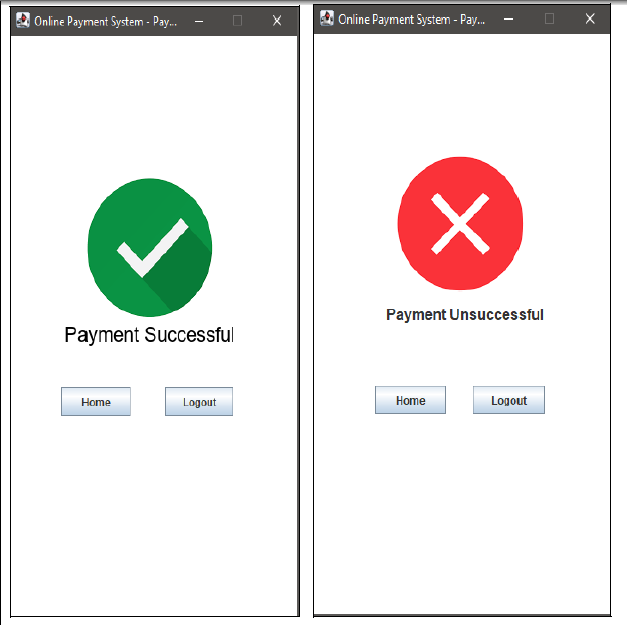 Online Payment System - Pay...
Payment Successful
Home
Logout
Online Payment System - Pay...
Payment Unsuccessful
Home
Logout